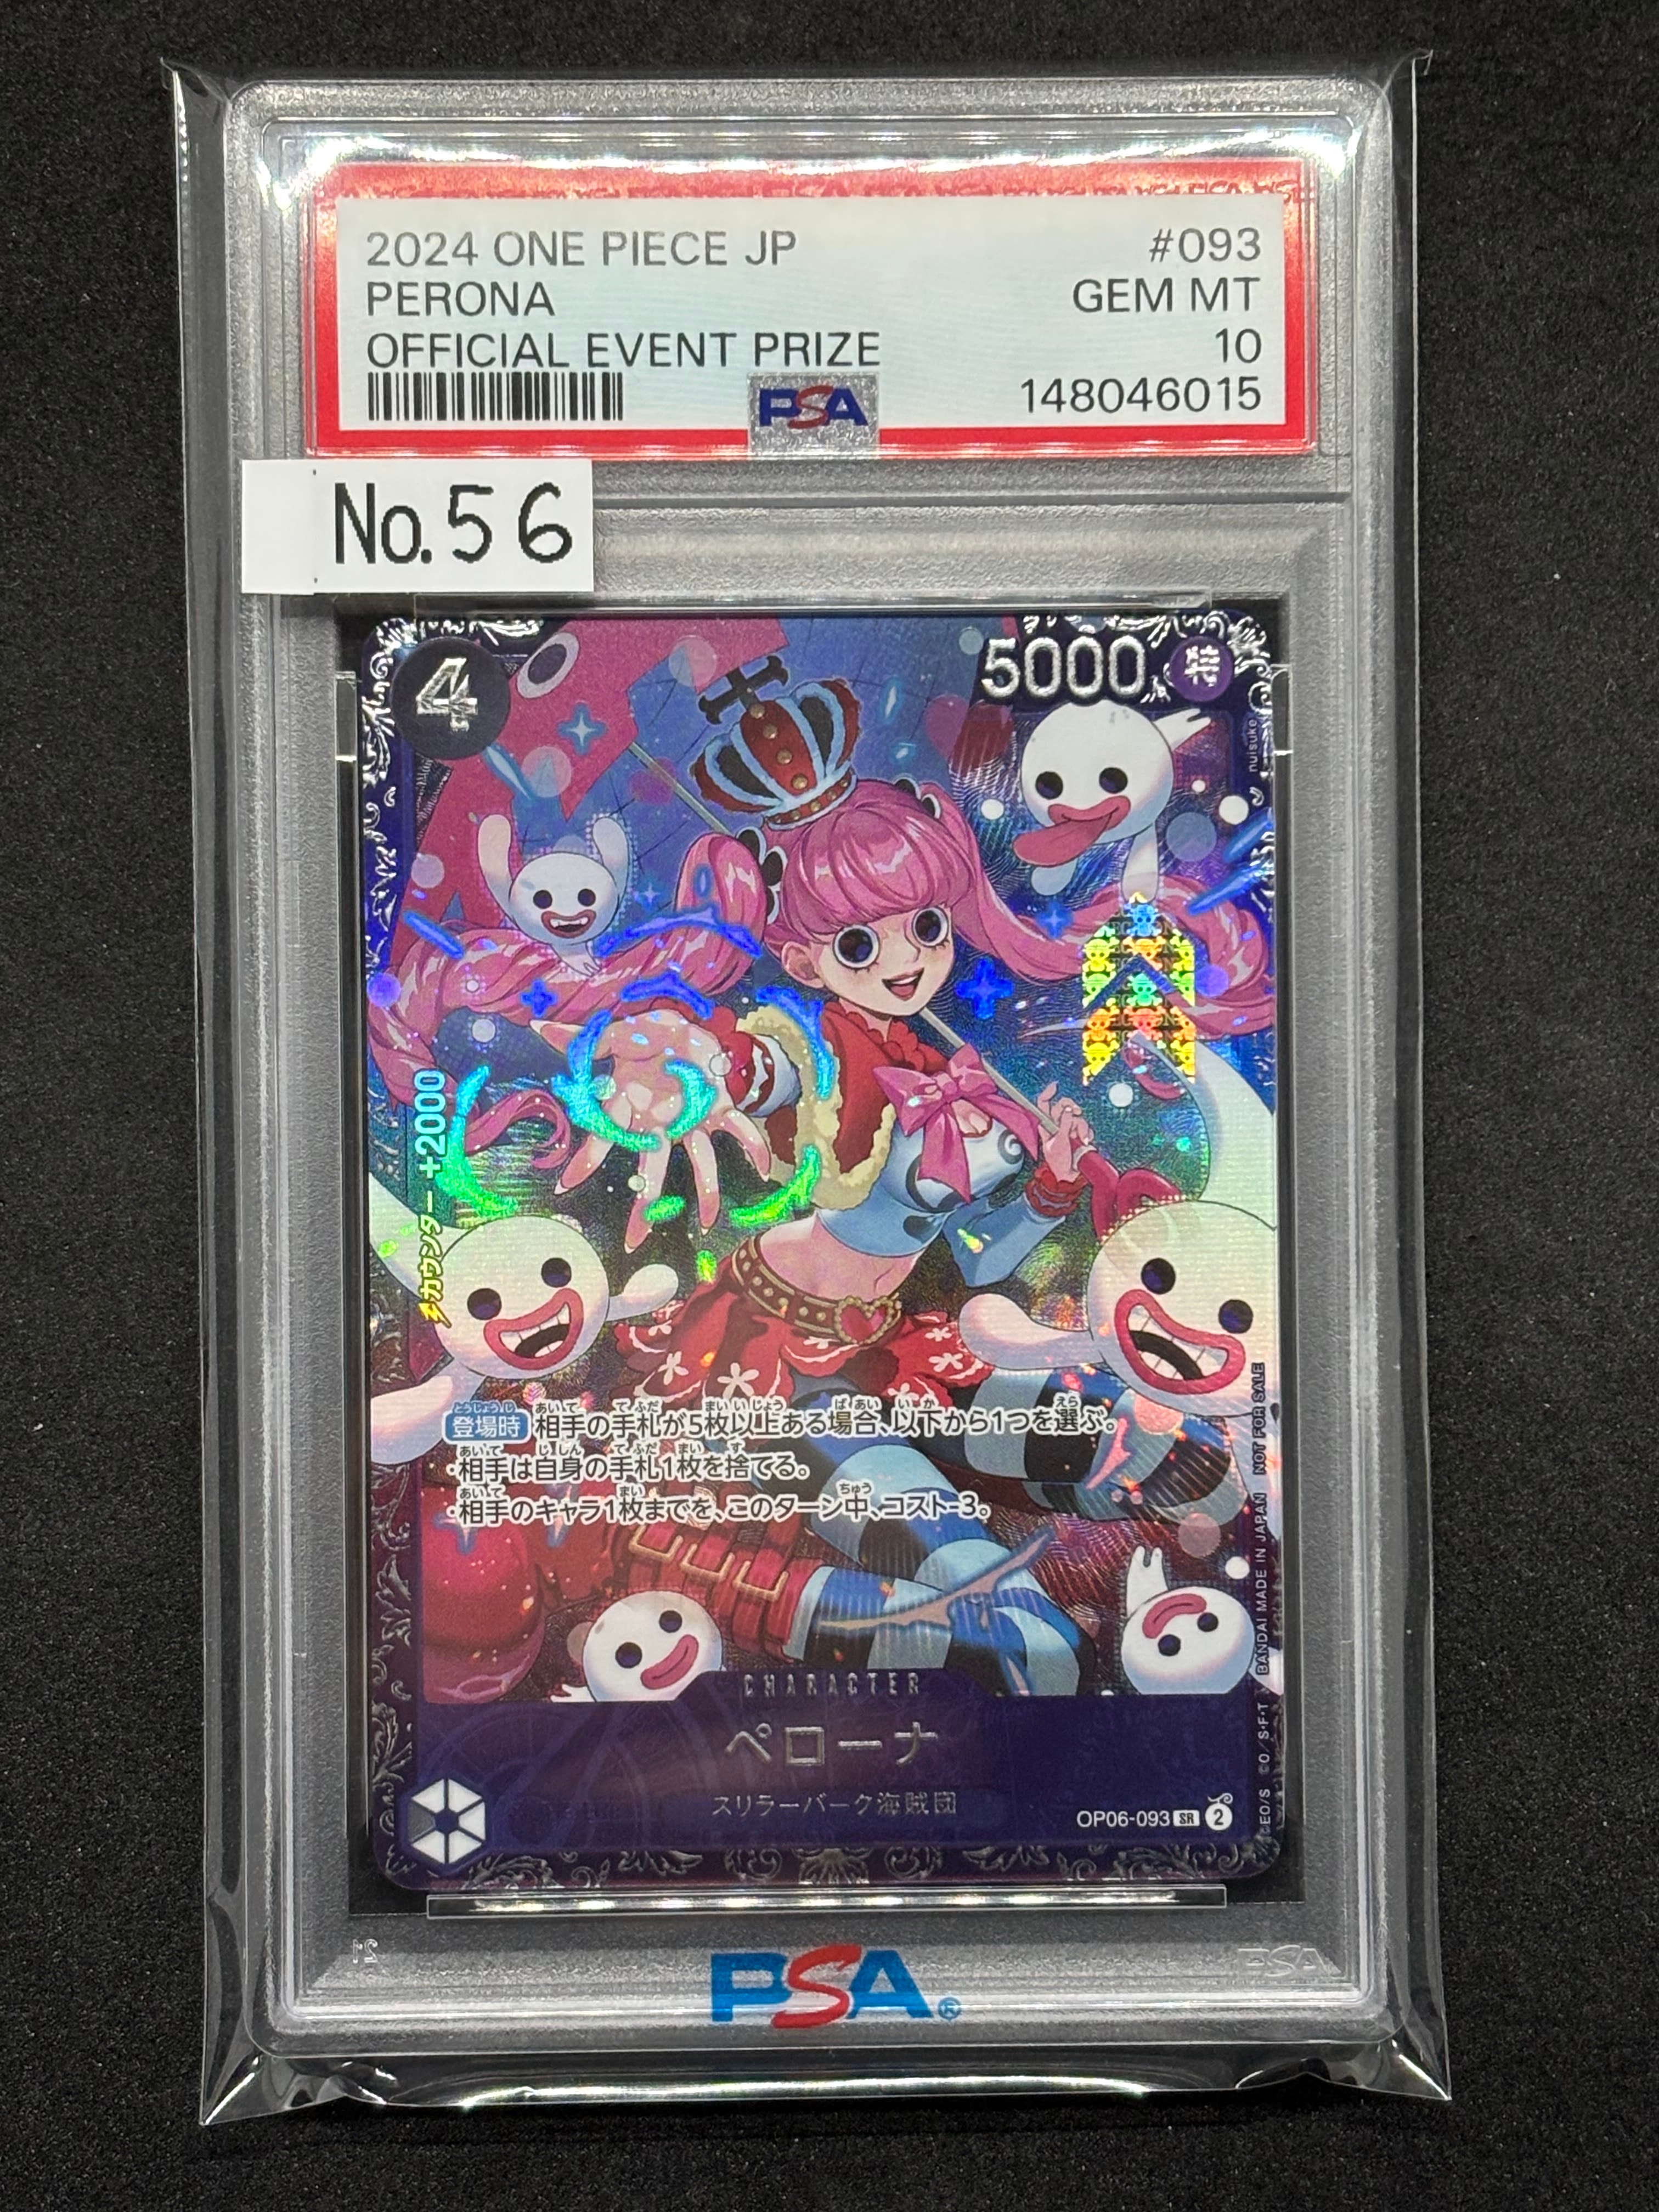 2024 ONE PIECE JP #093
PERONA GEM MT
OFFICIAL EVENT PRIZE 10
PSA 148046015
No.56
4
5000 特
nuisuke
カウンター +2000
登場時 相手の手札が5枚以上ある場合、以下から1つを選ぶ。
・相手は自身の手札1枚を捨てる。
・相手のキャラ1枚までを、このターン中、コスト-3。
CHARACTER
ペローナ
スリラーバーク海賊団
OP06-093 SR 2
©EO/S ©O/S・F・T BANDAI MADE IN JAPAN NOT FOR SALE
PSA
PSA®